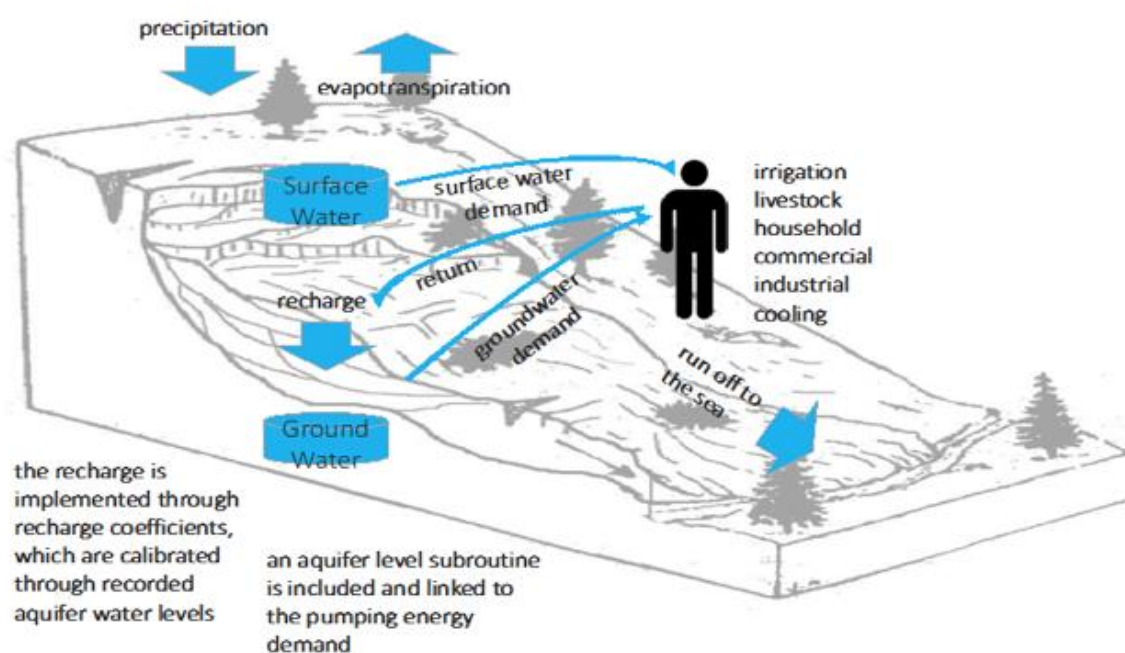 precipitation
evapotranspiration
Surface
Water
surface water
demand
irrigation
livestock
household
commercial
industrial
cooling
return
recharge
groundwater
demand
run off to
the sea
Ground
Water
the recharge is
implemented through
recharge coefficients,
which are calibrated
through recorded
aquifer water levels
an aquifer level subroutine
is included and linked to
the pumping energy
demand